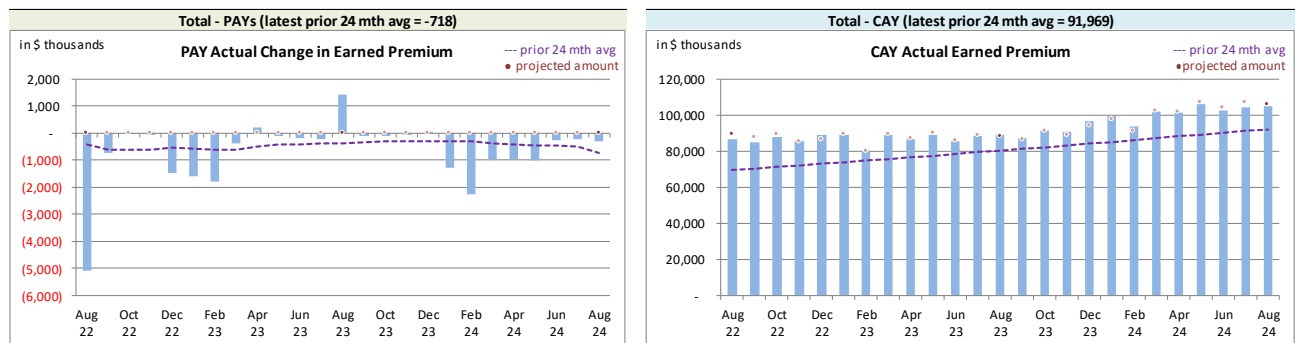 Total - PAYs (latest prior 24 mth avg = -718)
in $ thousands
PAY Actual Change in Earned Premium
--- prior 24 mth avg
• projected amount
2,000
1,000
-
(1,000)
(2,000)
(3,000)
(4,000)
(5,000)
(6,000)
Aug Oct Dec Feb Apr Jun Aug Oct Dec Feb Apr Jun Aug
22 22 22 23 23 23 23 23 23 24 24 24 24
Total - CAY (latest prior 24 mth avg = 91,969)
in $ thousands
CAY Actual Earned Premium
--- prior 24 mth avg
•projected amount
120,000
100,000
80,000
60,000
40,000
20,000
-
Aug Oct Dec Feb Apr Jun Aug Oct Dec Feb Apr Jun Aug
22 22 22 23 23 23 23 23 23 24 24 24 24